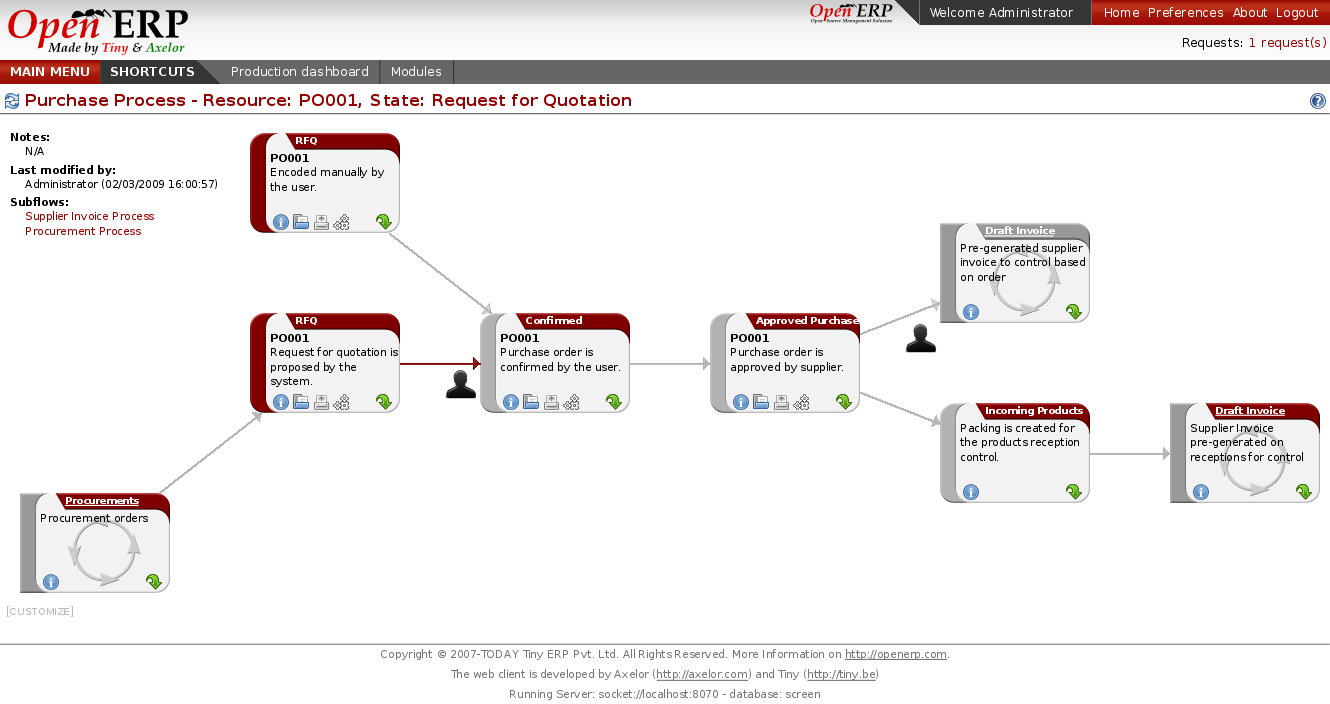 Open ERP
Made by Tiny & Axelor
Open ERP
Open Source Management Solution
Welcome Administrator
Home Preferences About Logout
Requests: 1 request(s)
MAIN MENU SHORTCUTS Production dashboard Modules
Purchase Process - Resource: PO001, State: Request for Quotation
Notes:
N/A
Last modified by:
Administrator (02/03/2009 16:00:57)
Subflows:
Supplier Invoice Process
Procurement Process
RFQ
PO001
Encoded manually by
the user.
RFQ
PO001
Request for quotation is
proposed by the
system.
Procurements
Procurement orders
Confirmed
PO001
Purchase order is
confirmed by the user.
Approved Purchase
PO001
Purchase order is
approved by supplier.
Draft Invoice
Pre-generated supplier
invoice to control based
on order
Incoming Products
Packing is created for
the products reception
control.
Draft Invoice
Supplier Invoice
pre-generated on
receptions for control
[CUSTOMIZE]
Copyright © 2007-TODAY Tiny ERP Pvt. Ltd. All Rights Reserved. More Information on http://openerp.com.
The web client is developed by Axelor (http://axelor.com) and Tiny (http://tiny.be)
Running Server: socket://localhost:8070 - database: screen